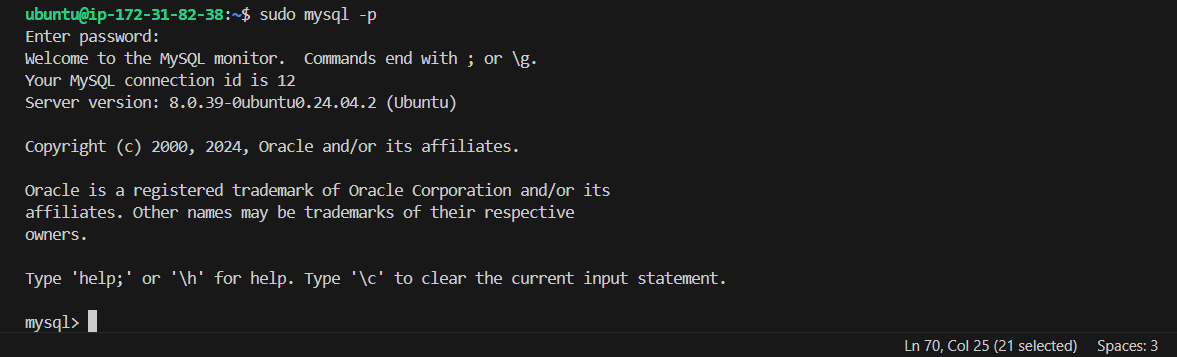 ubuntu@ip-172-31-82-38:~$ sudo mysql -p
Enter password:
Welcome to the MySQL monitor.  Commands end with ; or \g.
Your MySQL connection id is 12
Server version: 8.0.39-0ubuntu0.24.04.2 (Ubuntu)
Copyright (c) 2000, 2024, Oracle and/or its affiliates.
Oracle is a registered trademark of Oracle Corporation and/or its
affiliates. Other names may be trademarks of their respective
owners.
Type 'help;' or '\h' for help. Type '\c' to clear the current input statement.
mysql>
Ln 70, Col 25 (21 selected)    Spaces: 3